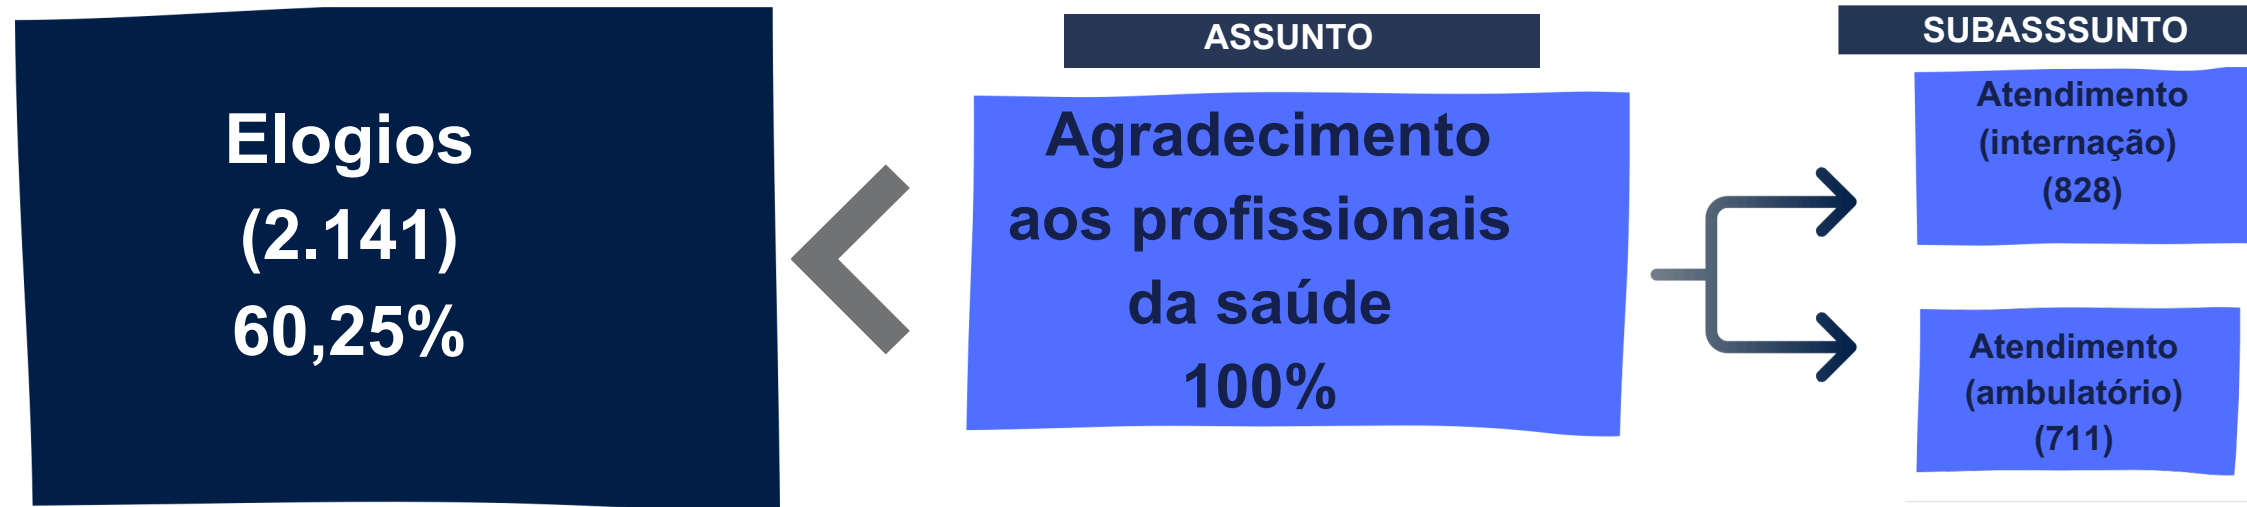 Elogios
(2.141)
60,25%
ASSUNTO
Agradecimento
aos profissionais
da saúde
100%
SUBASSSUNTO
Atendimento
(internação)
(828)
Atendimento
(ambulatório)
(711)